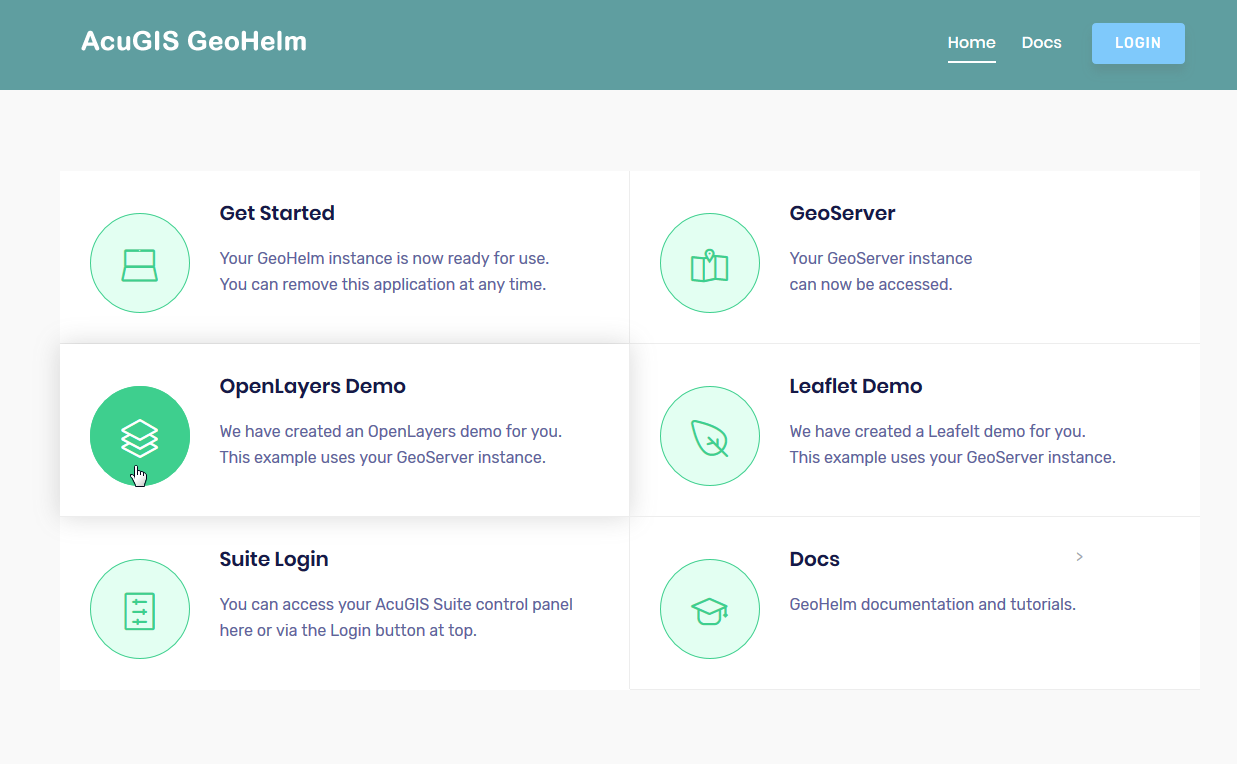 AcuGIS GeoHelm
Home
Docs
LOGIN
Get Started
Your GeoHelm instance is now ready for use.
You can remove this application at any time.
GeoServer
Your GeoServer instance
can now be accessed.
OpenLayers Demo
We have created an OpenLayers demo for you.
This example uses your GeoServer instance.
Leaflet Demo
We have created a Leafelt demo for you.
This example uses your GeoServer instance.
Suite Login
You can access your AcuGIS Suite control panel
here or via the Login button at top.
Docs
GeoHelm documentation and tutorials.